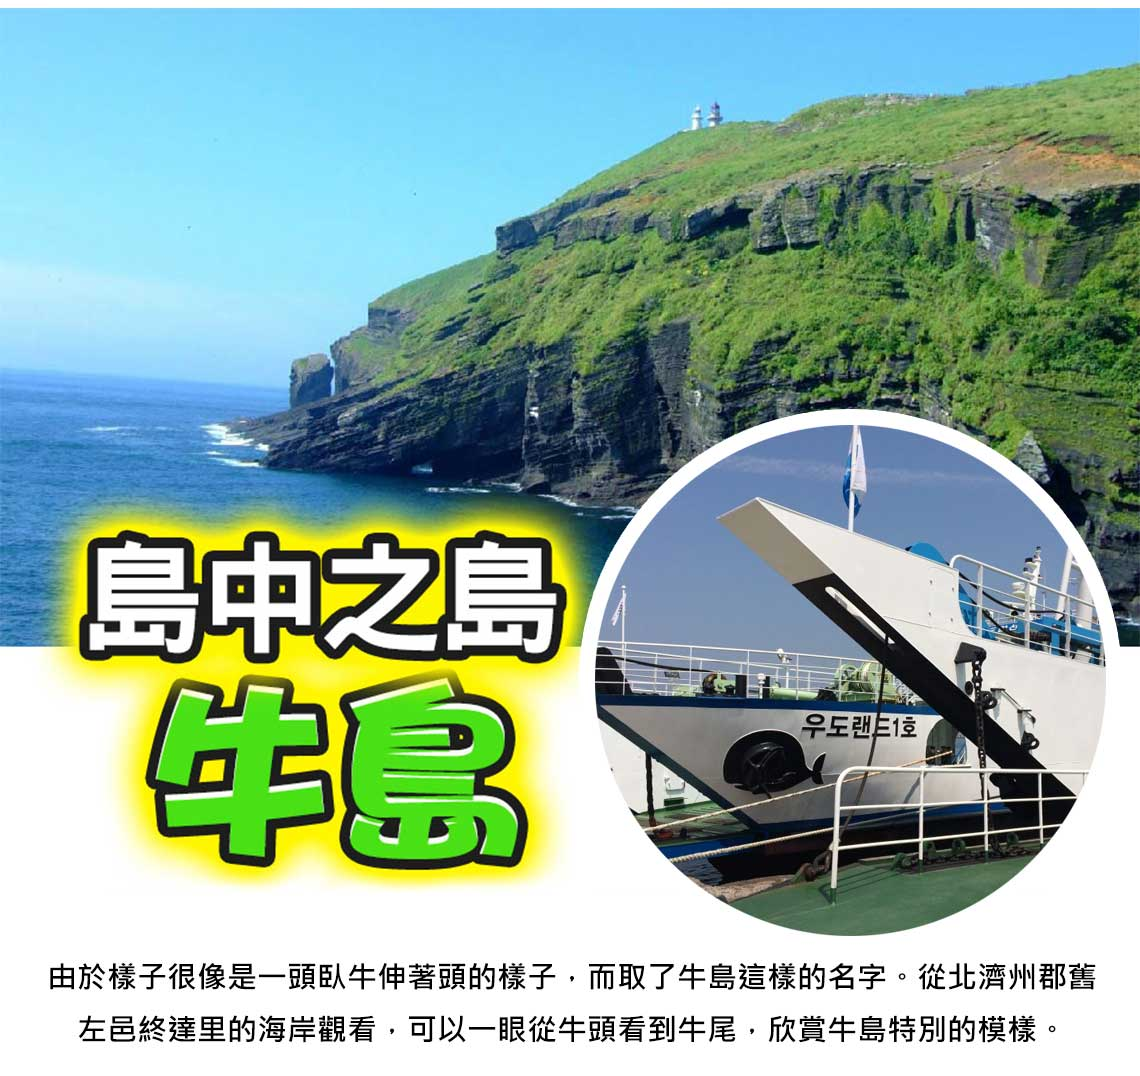 島中之島
牛島
우도랜드1호
由於樣子很像是一頭臥牛伸著頭的樣子，而取了牛島這樣的名字。從北濟州郡舊
左邑終達里的海岸觀看，可以一眼從牛頭看到牛尾，欣賞牛島特別的模樣。